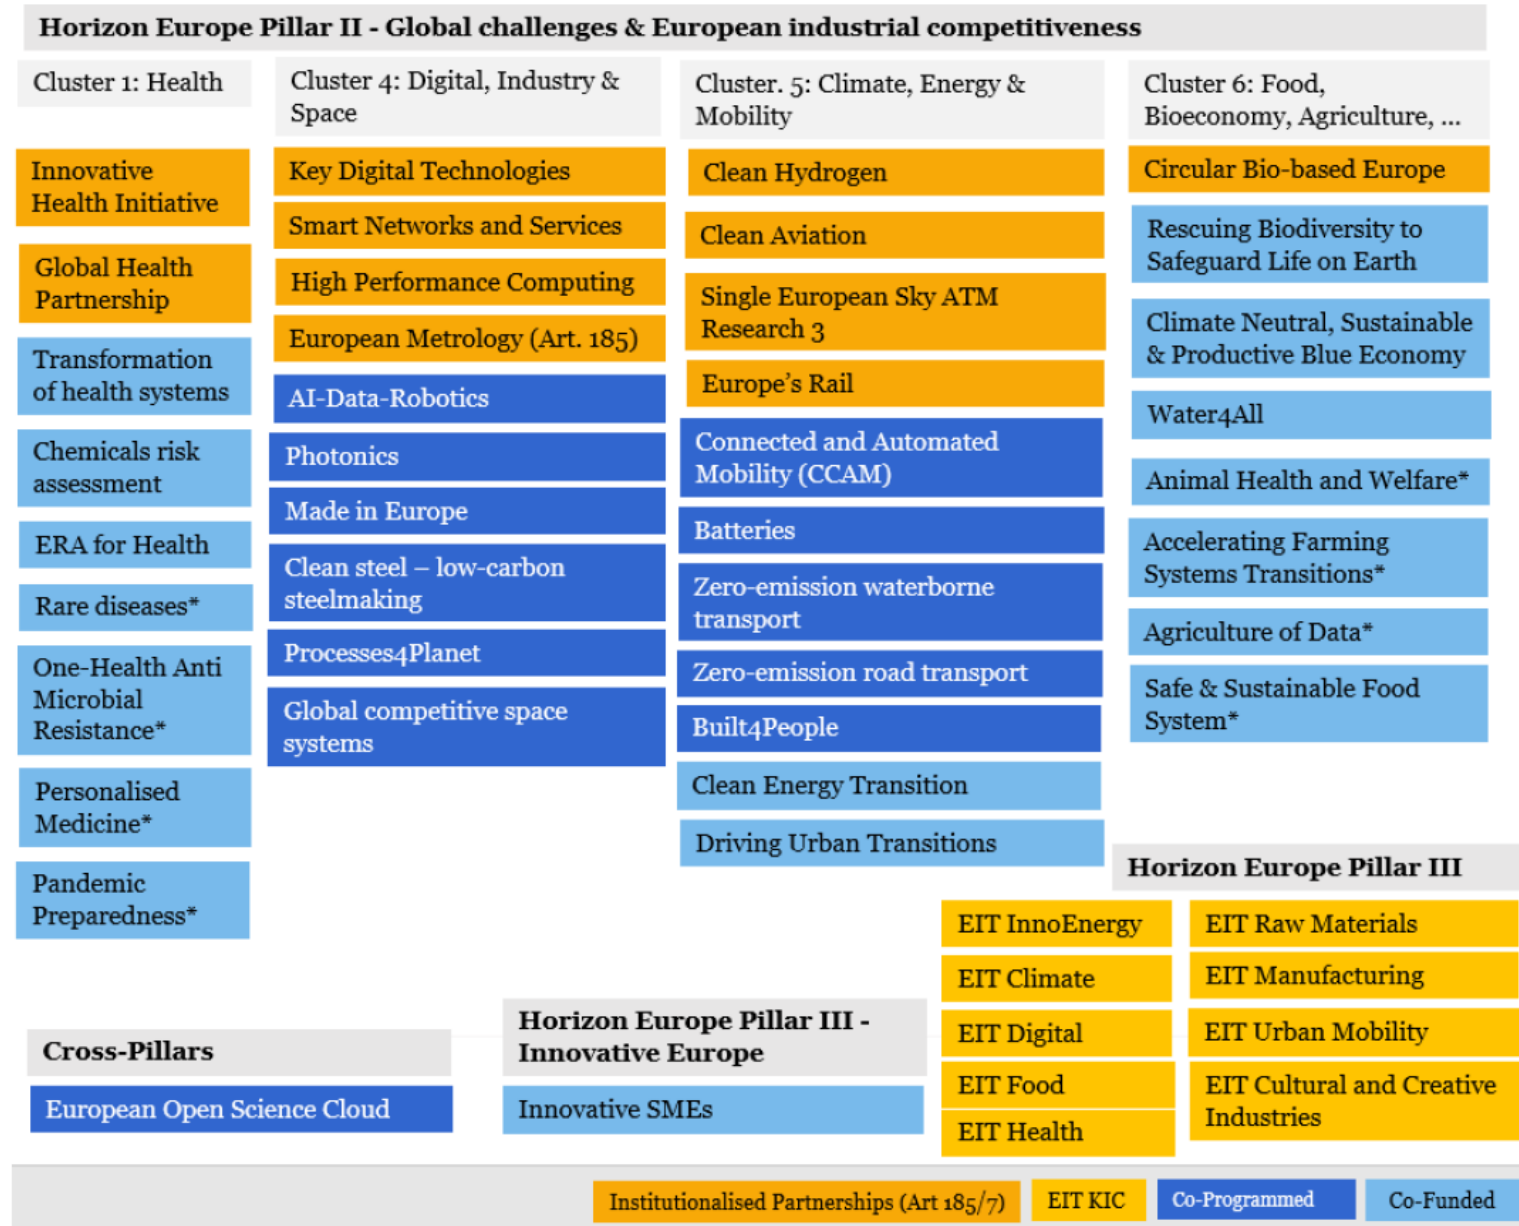 Horizon Europe Pillar II - Global challenges & European industrial competitiveness
Cluster 1: Health
Innovative
Health Initiative
Global Health
Partnership
Transformation
of health systems
Chemicals risk
assessment
ERA for Health
Rare diseases*
One-Health Anti
Microbial
Resistance*
Personalised
Medicine*
Pandemic
Preparedness*
Cluster 4: Digital, Industry &
Space
Key Digital Technologies
Smart Networks and Services
High Performance Computing
European Metrology (Art. 185)
AI-Data-Robotics
Photonics
Made in Europe
Clean steel – low-carbon
steelmaking
Processes4Planet
Global competitive space
systems
Cluster. 5: Climate, Energy &
Mobility
Clean Hydrogen
Clean Aviation
Single European Sky ATM
Research 3
Europe’s Rail
Connected and Automated
Mobility (CCAM)
Batteries
Zero-emission waterborne
transport
Zero-emission road transport
Built4People
Clean Energy Transition
Driving Urban Transitions
Cluster 6: Food,
Bioeconomy, Agriculture, ...
Circular Bio-based Europe
Rescuing Biodiversity to
Safeguard Life on Earth
Climate Neutral, Sustainable
& Productive Blue Economy
Water4All
Animal Health and Welfare*
Accelerating Farming
Systems Transitions*
Agriculture of Data*
Safe & Sustainable Food
System*
Cross-Pillars
European Open Science Cloud
Horizon Europe Pillar III -
Innovative Europe
Innovative SMEs
Horizon Europe Pillar III
EIT InnoEnergy
EIT Climate
EIT Digital
EIT Food
EIT Health
EIT Raw Materials
EIT Manufacturing
EIT Urban Mobility
EIT Cultural and Creative
Industries
Institutionalised Partnerships (Art 185/7)
EIT KIC
Co-Programmed
Co-Funded